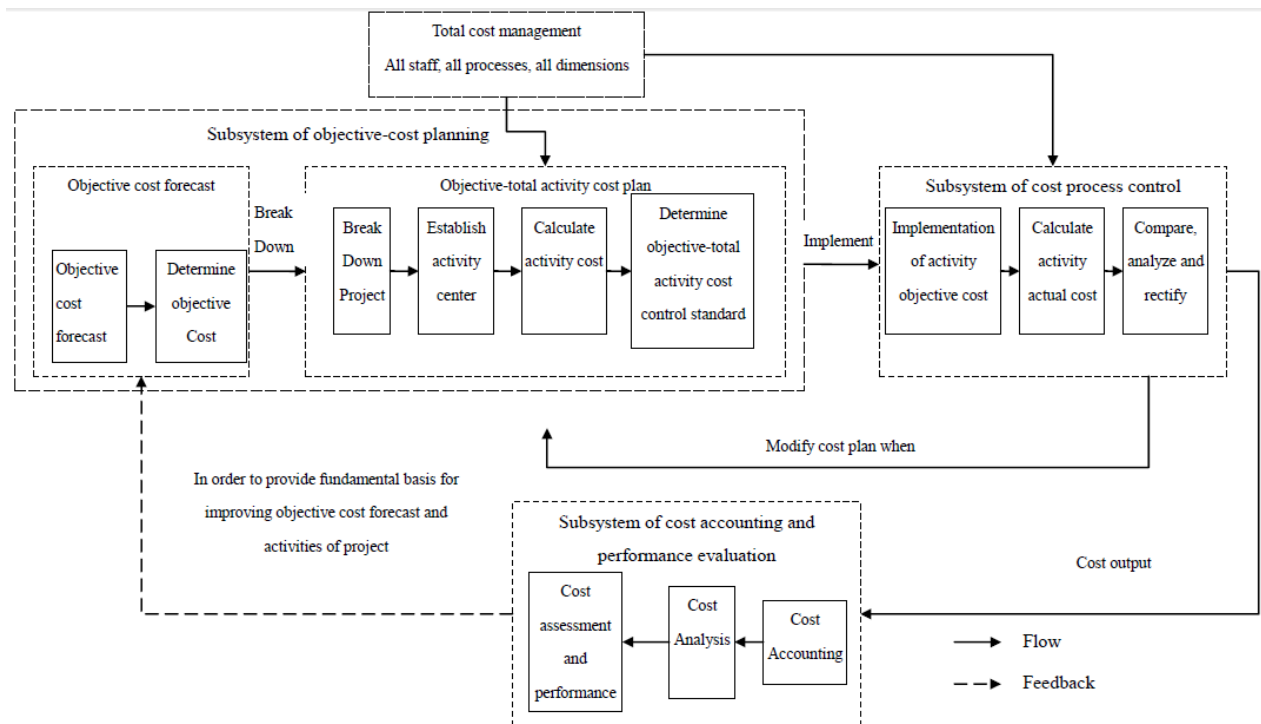 Total cost management
All staff, all processes, all dimensions
Subsystem of objective-cost planning
Objective cost forecast
Objective
cost
forecast
Determine
objective
Cost
Break
Down
Objective-total activity cost plan
Break
Down
Project
Establish
activity
center
Calculate
activity cost
Determine
objective-total
activity cost
control standard
Implement
Subsystem of cost process control
Implementation
of activity
objective cost
Calculate
activity
actual cost
Compare,
analyze and
rectify
Modify cost plan when
In order to provide fundamental basis for
improving objective cost forecast and
activities of project
Subsystem of cost accounting and
performance evaluation
Cost
assessment
and
performance
Cost
Analysis
Cost
Accounting
Cost output
Flow
Feedback